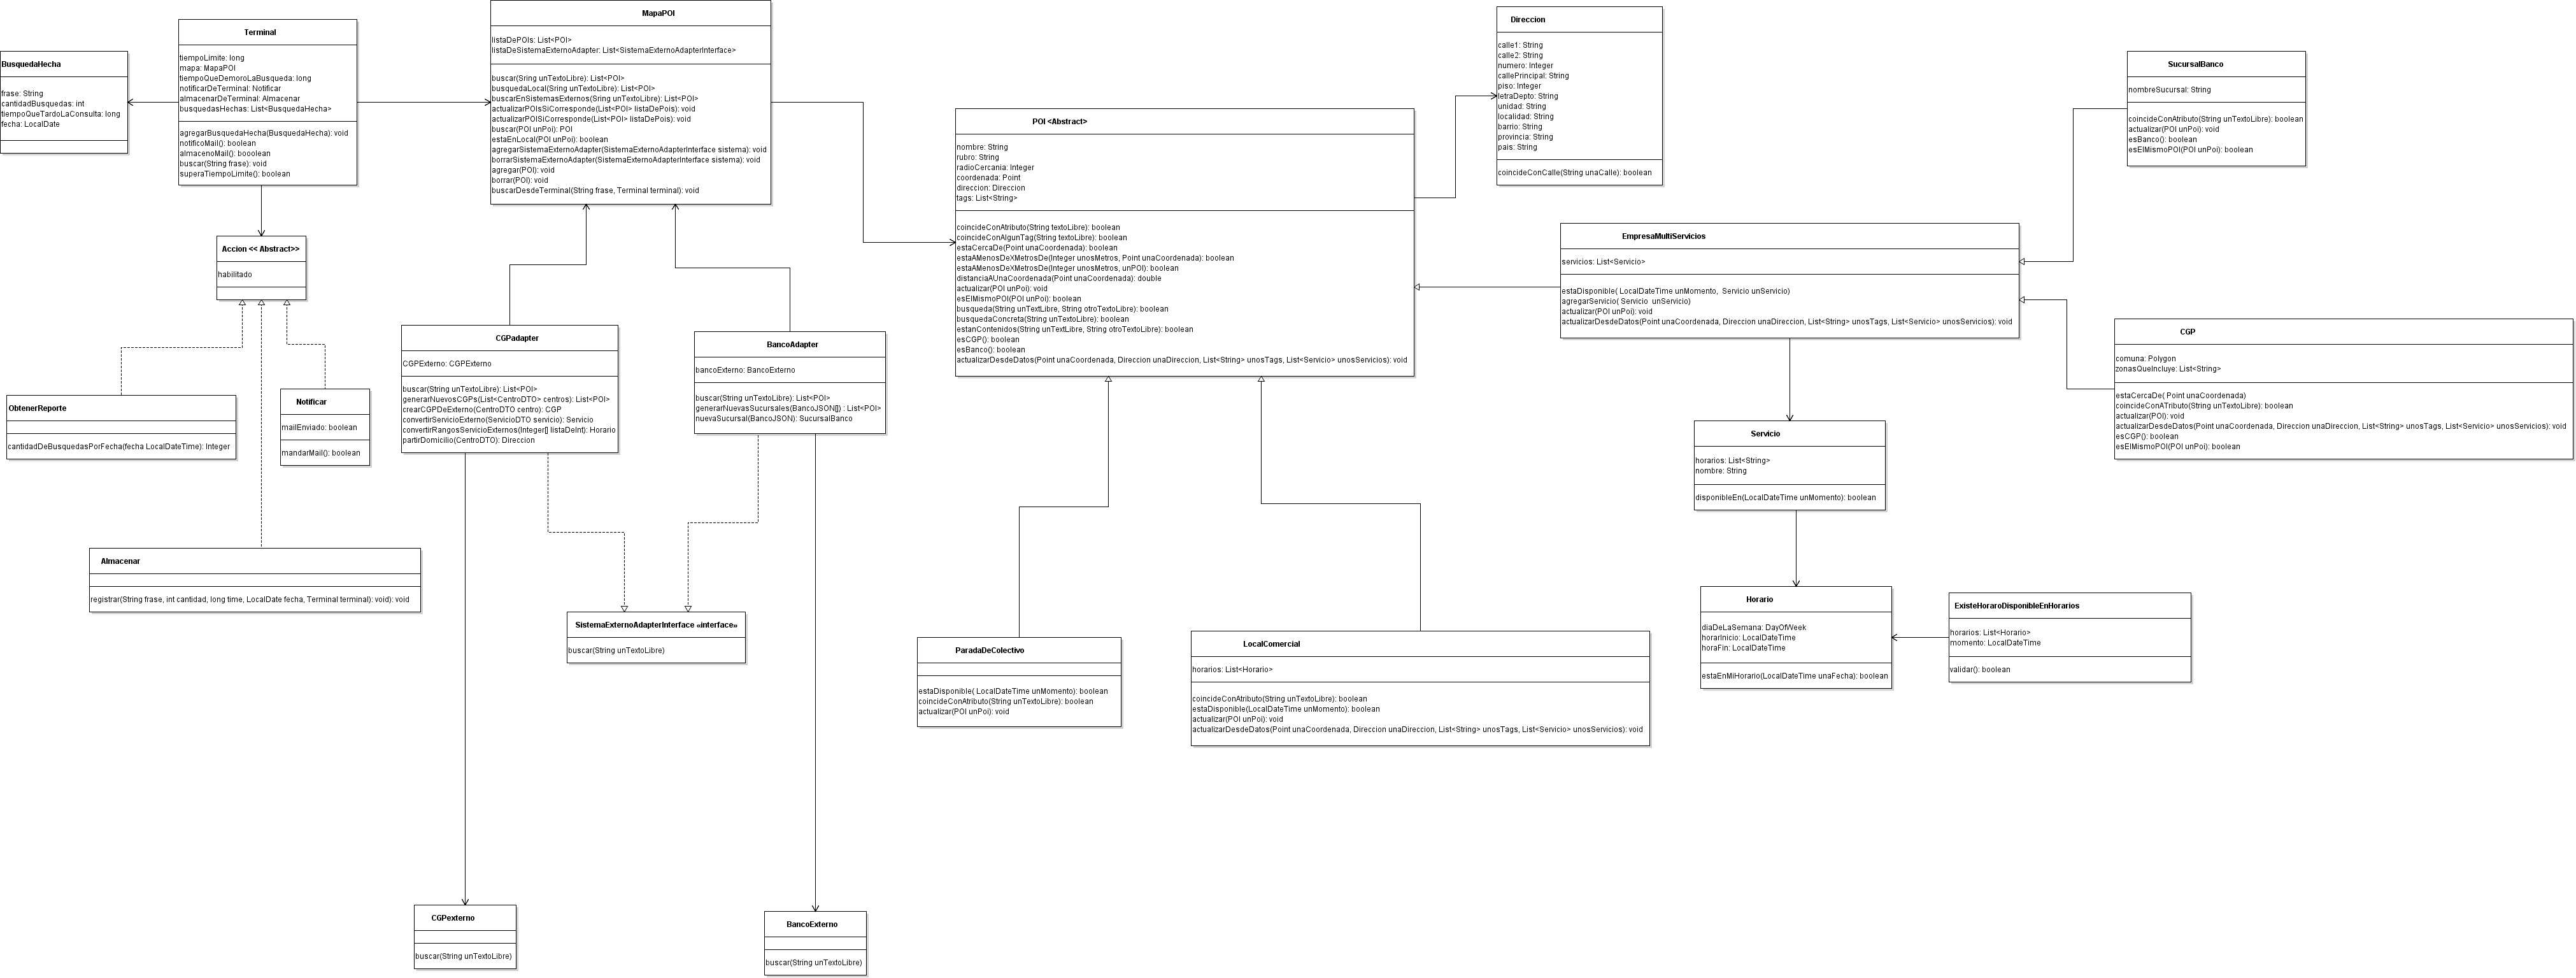 BusquedaHecha
frase: String
cantidadBusquedas: int
tiempoQueTardoLaConsulta: long
fecha: LocalDate
Terminal
tiempoLimite: long
mapa: MapaPOI
tiempoQueDemoroLaBusqueda: long
notificarDeTerminal: Notificar
almacenarDeTerminal: Almacenar
busquedasHechas: List<BusquedaHecha>
agregarBusquedaHecha(BusquedaHecha): void
notificoMail(): boolean
almacenoMail(): booolean
buscar(String frase): void
superaTiempoLimite(): boolean
MapaPOI
listaDePOIs: List<POI>
listaDeSistemaExternoAdapter: List<SistemaExternoAdapterInterface>
buscar(Sring unTextoLibre): List<POI>
busquedaLocal(Sring unTextoLibre): List<POI>
buscarEnSistemasExternos(Sring unTextoLibre): List<POI>
actualizarPOIsSiCorresponde(List<POI> listaDePois): void
actualizarPOISiCorresponde(List<POI> listaDePois): void
buscar(POI unPoi): POI
estaEnLocal(POI unPoi): boolean
agregarSistemaExternoAdapter(SistemaExternoAdapterInterface sistema): void
borrarSistemaExternoAdapter(SistemaExternoAdapterInterface sistema): void
agregar(POI): void
borrar(POI): void
buscarDesdeTerminal(String frase, Terminal terminal): void
Accion << Abstract>>
habilitado
ObtenerReporte
cantidadDeBusquedasPorFecha(fecha LocalDateTime): Integer
Notificar
mailEnviado: boolean
mandarMail(): boolean
Almacenar
registrar(String frase, int cantidad, long time, LocalDate fecha, Terminal terminal): void): void
CGPadapter
CGPExterno: CGPExterno
buscar(String unTextoLibre): List<POI>
generarNuevosCGPs(List<CentroDTO> centros): List<POI>
crearCGPDeExterno(CentroDTO centro): CGP
convertirServicioExterno(ServicioDTO servicio): Servicio
convertirRangosServicioExternos(Integer[] listaDeInt): Horario
partirDomicilio(CentroDTO): Direccion
BancoAdapter
bancoExterno: BancoExterno
buscar(String unTextoLibre): List<POI>
generarNuevasSucursales(BancoJSON[]) : List<POI>
nuevaSucursal(BancoJSON): SucursalBanco
SistemaExternoAdapterInterface «interface»
buscar(String unTextoLibre)
CGPexterno
buscar(String unTextoLibre)
BancoExterno
buscar(String unTextoLibre)
POI <Abstract>
nombre: String
rubro: String
radioCercania: Integer
coordenada: Point
direccion: Direccion
tags: List<String>
coincideConAtributo(String textoLibre): boolean
coincideConAlgunTag(String textoLibre): boolean
estaCercaDe(Point unaCoordenada): boolean
estaAMenosDeXMetrosDe(Integer unosMetros, Point unaCoordenada): boolean
estaAMenosDeXMetrosDe(Integer unosMetros, unPOI): boolean
distanciaAUnaCoordenada(Point unaCoordenada): double
actualizar(POI unPoi): void
esElMismoPOI(POI unPoi): boolean
busqueda(String unTextLibre, String otroTextoLibre): boolean
busquedaConcreta(String unTextoLibre): boolean
estanContenidos(String unTextLibre, String otroTextoLibre): boolean
esCGP(): boolean
esBanco(): boolean
actualizarDesdeDatos(Point unaCoordenada, Direccion unaDireccion, List<String> unosTags, List<Servicio> unosServicios): void
ParadaDeColectivo
estaDisponible( LocalDateTime unMomento): boolean
coincideConAtributo(String unTextoLibre): boolean
actualizar(POI unPoi): void
LocalComercial
horarios: List<Horario>
coincideConAtributo(String unTextoLibre): boolean
estaDisponible(LocalDateTime unMomento): boolean
actualizar(POI unPoi): void
actualizarDesdeDatos(Point unaCoordenada, Direccion unaDireccion, List<String> unosTags, List<Servicio> unosServicios): void
Direccion
calle1: String
calle2: String
numero: Integer
callePrincipal: String
piso: Integer
letraDepto: String
unidad: String
localidad: String
barrio: String
provincia: String
pais: String
coincideConCalle(String unaCalle): boolean
EmpresaMultiServicios
servicios: List<Servicio>
estaDisponible( LocalDateTime unMomento, Servicio unServicio)
agregarServicio( Servicio unServicio)
actualizar(POI unPoi): void
actualizarDesdeDatos(Point unaCoordenada, Direccion unaDireccion, List<String> unosTags, List<Servicio> unosServicios): void
SucursalBanco
nombreSucursal: String
coincideConAtributo(String unTextoLibre): boolean
actualizar(POI unPoi): void
esBanco(): boolean
esElMismoPOI(POI unPoi): boolean
CGP
comuna: Polygon
zonasQueIncluye: List<String>
estaCercaDe( Point unaCoordenada)
coincideConATributo(String unTextoLibre): boolean
actualizar(POI): void
actualizarDesdeDatos(Point unaCoordenada, Direccion unaDireccion, List<String> unosTags, List<Servicio> unosServicios): void
esCGP(): boolean
esElMismoPOI(POI unPoi): boolean
Servicio
horarios: List<String>
nombre: String
disponibleEn(LocalDateTime unMomento): boolean
Horario
diaDeLaSemana: DayOfWeek
horarInicio: LocalDateTime
horaFin: LocalDateTime
estaEnMiHorario(LocalDateTime unaFecha): boolean
ExisteHoraroDisponibleEnHorarios
horarios: List<Horario>
momento: LocalDateTime
validar(): boolean